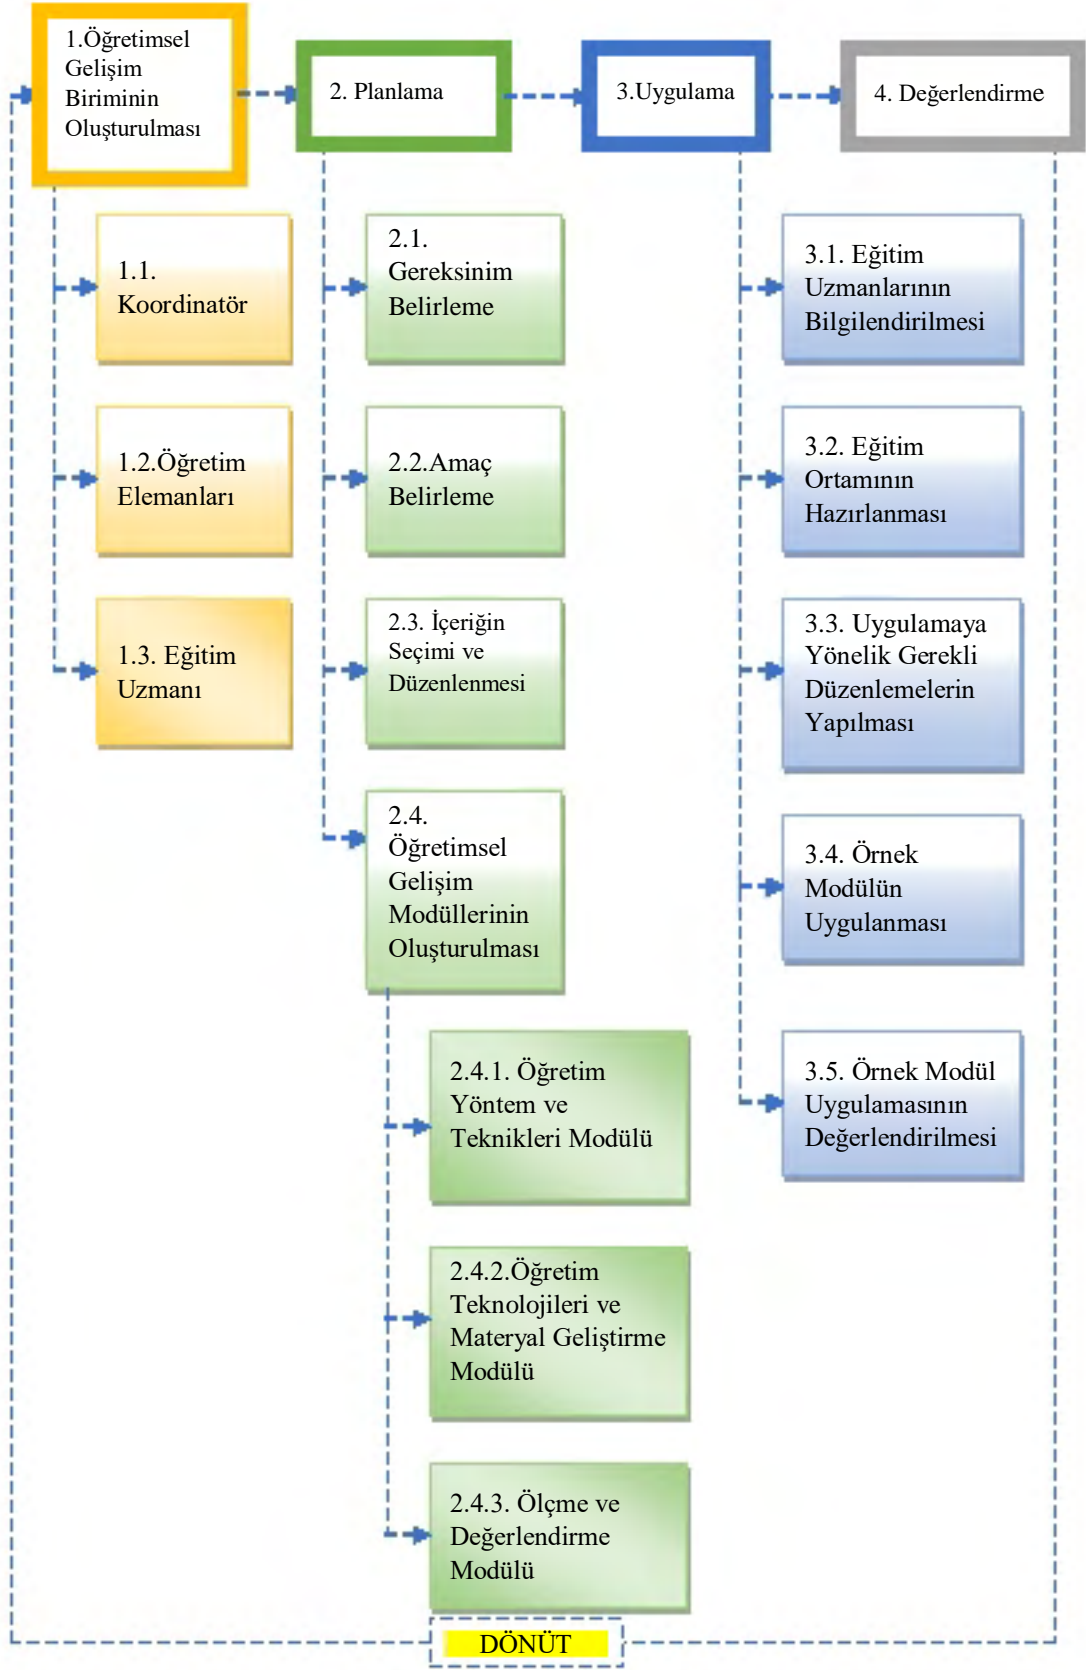 1.Öğretimsel
Gelişim
Biriminin
Oluşturulması
2. Planlama
3.Uygulama
4. Değerlendirme
1.1.
Koordinatör
1.2.Öğretim
Elemanları
1.3. Eğitim
Uzmanı
2.1.
Gereksinim
Belirleme
2.2.Amaç
Belirleme
2.3. İçeriğin
Seçimi ve
Düzenlenmesi
2.4.
Öğretimsel
Gelişim
Modüllerinin
Oluşturulması
2.4.1. Öğretim
Yöntem ve
Teknikleri Modülü
2.4.2.Öğretim
Teknolojileri ve
Materyal Geliştirme
Modülü
2.4.3. Ölçme ve
Değerlendirme
Modülü
3.1. Eğitim
Uzmanlarının
Bilgilendirilmesi
3.2. Eğitim
Ortamının
Hazırlanması
3.3. Uygulamaya
Yönelik Gerekli
Düzenlemelerin
Yapılması
3.4. Örnek
Modülün
Uygulanması
3.5. Örnek Modül
Uygulamasının
Değerlendirilmesi
DÖNÜT